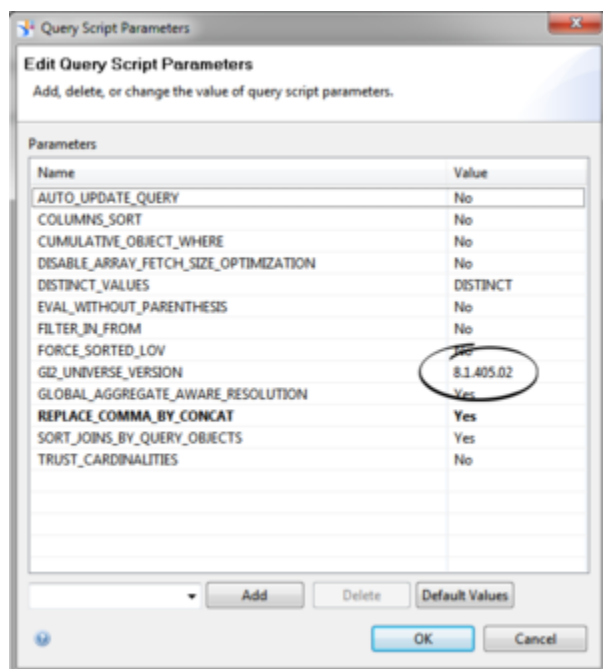 Query Script Parameters
Edit Query Script Parameters
Add, delete, or change the value of query script parameters.
Parameters
Name Value
AUTO_UPDATE_QUERY No
COLUMNS_SORT No
CUMULATIVE_OBJECT_WHERE No
DISABLE_ARRAY_FETCH_SIZE_OPTIMIZATION No
DISTINCT_VALUES DISTINCT
EVAL_WITHOUT_PARENTHESIS No
FILTER_IN_FROM No
FORCE_SORTED_LOV No
GI2_UNIVERSE_VERSION 8.1.405.02
GLOBAL_AGGREGATE_AWARE_RESOLUTION Yes
REPLACE_COMMA_BY_CONCAT Yes
SORT_JOINS_BY_QUERY_OBJECTS Yes
TRUST_CARDINALITIES No
Add Delete Default Values
OK Cancel